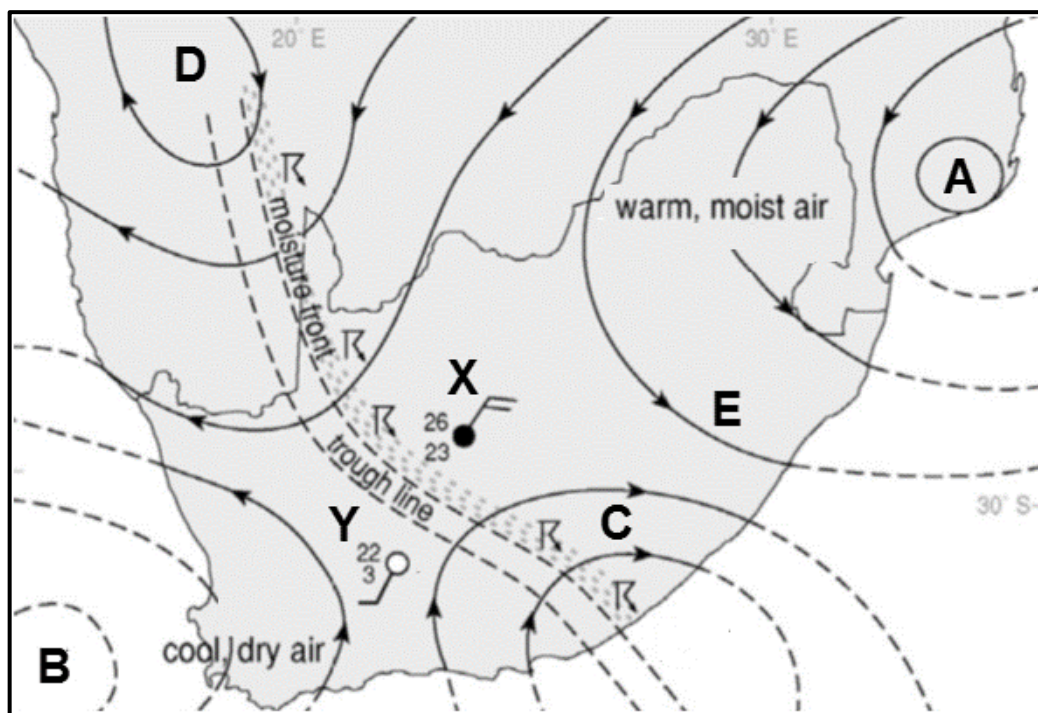 20° E
30° E
D
A
warm, moist air
moisture front
X
26
23
E
trough line
30° S
Y
22
3
C
cool, dry air
B